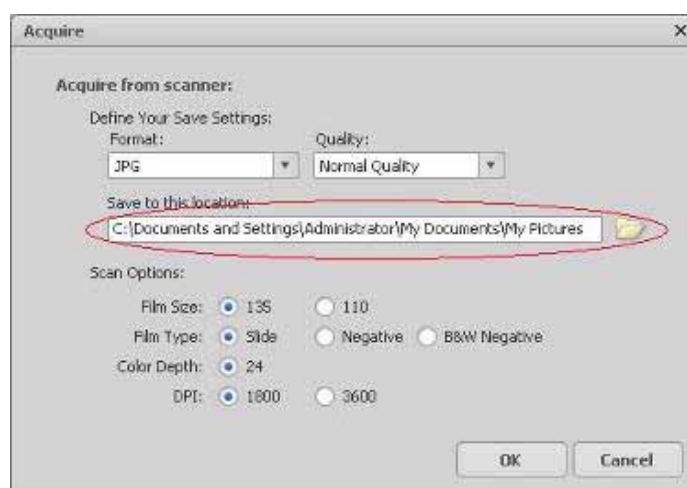 Acquire
Acquire from scanner:
Define Your Save Settings:
Format: Quality:
JPG Normal Quality
Save to this location:
C:\Documents and Settings\Administrator\My Documents\My Pictures
Scan Options:
Film Size: 135 110
Film Type: Slide Negative B&W Negative
Color Depth: 24
DPI: 1800 3600
OK Cancel